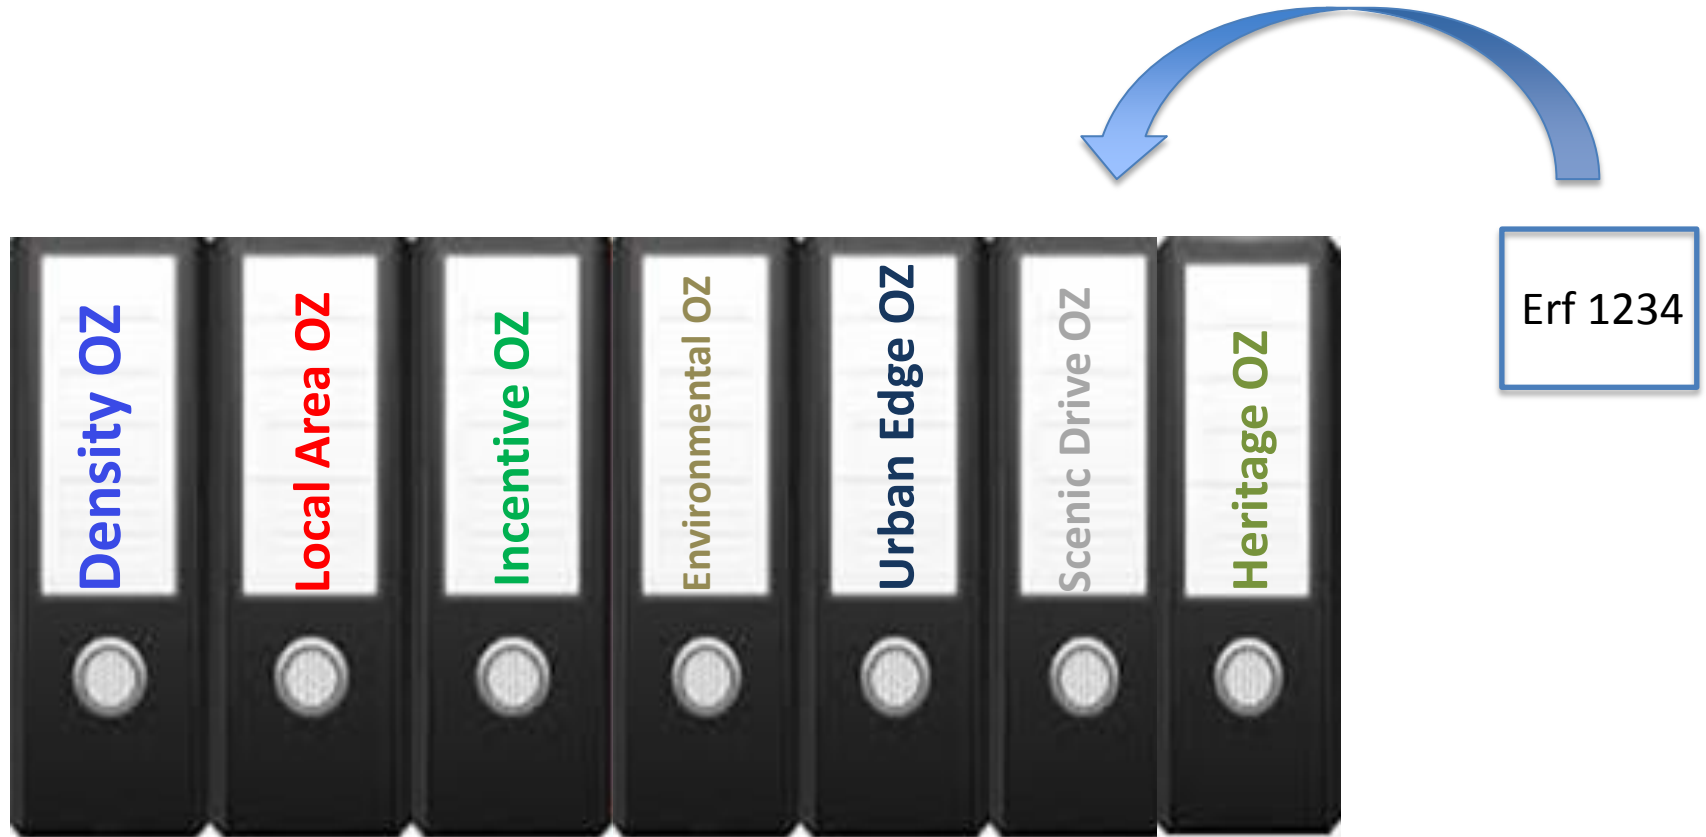 Density OZ
Local Area OZ
Incentive OZ
Environmental OZ
Urban Edge OZ
Scenic Drive OZ
Heritage OZ
Erf 1234